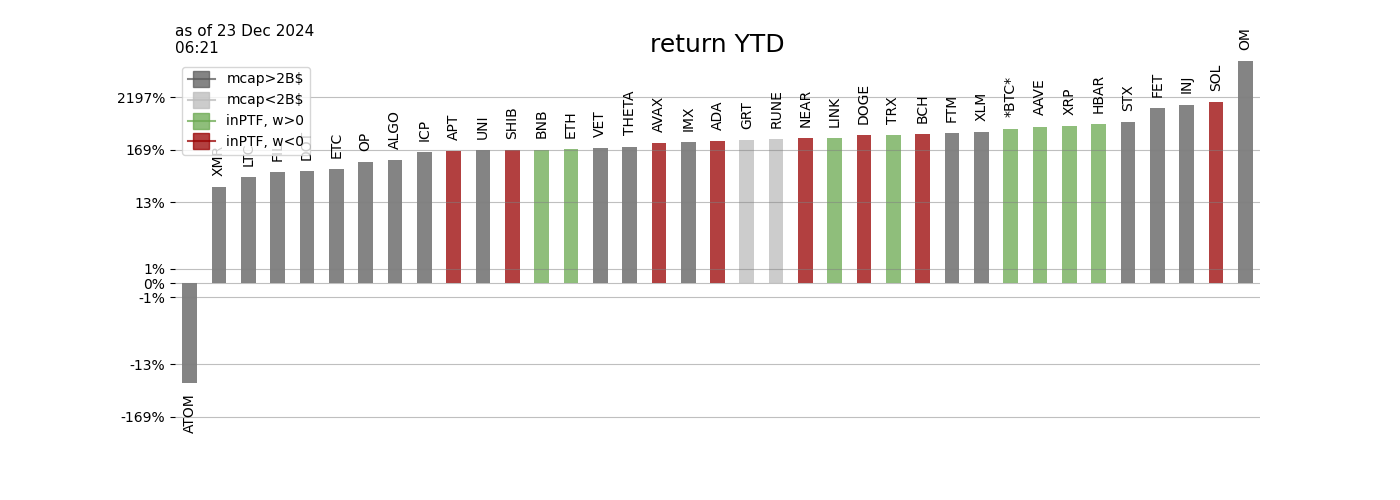 as of 23 Dec 2024
06:21
return YTD
mcap>2B$
mcap<2B$
inPTF, w>0
inPTF, w<0
2197%
169%
13%
1%
0%
-1%
-13%
-169%
ATOM
XMR
LTC
DOT
ETC
OP
ALGO
ICP
APT
UNI
SHIB
BNB
ETH
VET
THETA
AVAX
IMX
ADA
GRT
RUNE
NEAR
LINK
DOGE
TRX
BCH
FTM
XLM
*BTC*
AAVE
XRP
HBAR
STX
FET
INJ
SOL
OM